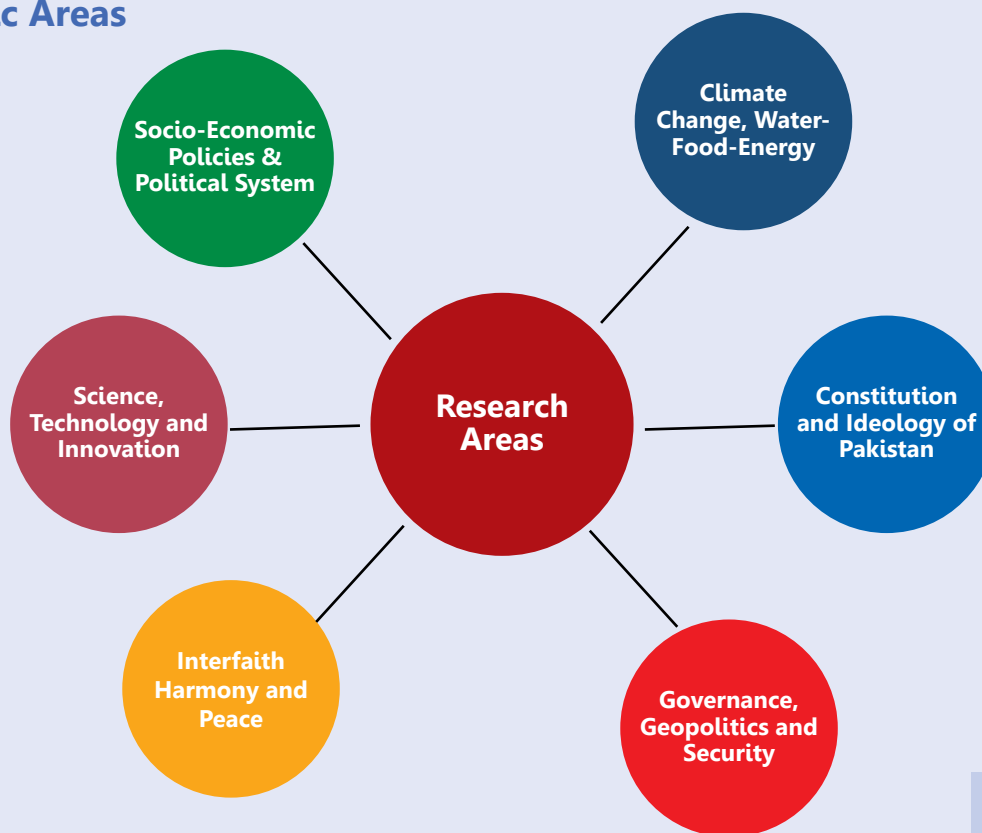 Areas
Socio-Economic
Policies &
Political System
Climate
Change, Water-
Food-Energy
Science,
Technology and
Innovation
Research
Areas
Constitution
and Ideology of
Pakistan
Interfaith
Harmony and
Peace
Governance,
Geopolitics and
Security